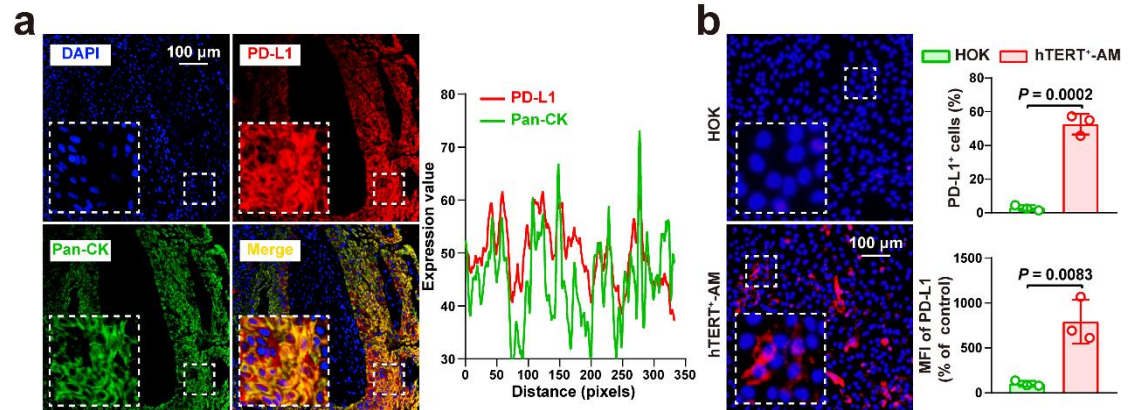 a
DAPI
100 μm
PD-L1
Pan-CK
Merge
PD-L1
Pan-CK
Expression value
80
70
60
50
40
30
0 50 100 150 200 250 300 350
Distance (pixels)
b
HOK
hTERT⁺-AM
100 μm
HOK hTERT⁺-AM
PD-L1⁺ cells (%)
80
60
40
20
0
P = 0.0002
MFI of PD-L1
(% of control)
1500
1000
500
0
P = 0.0083